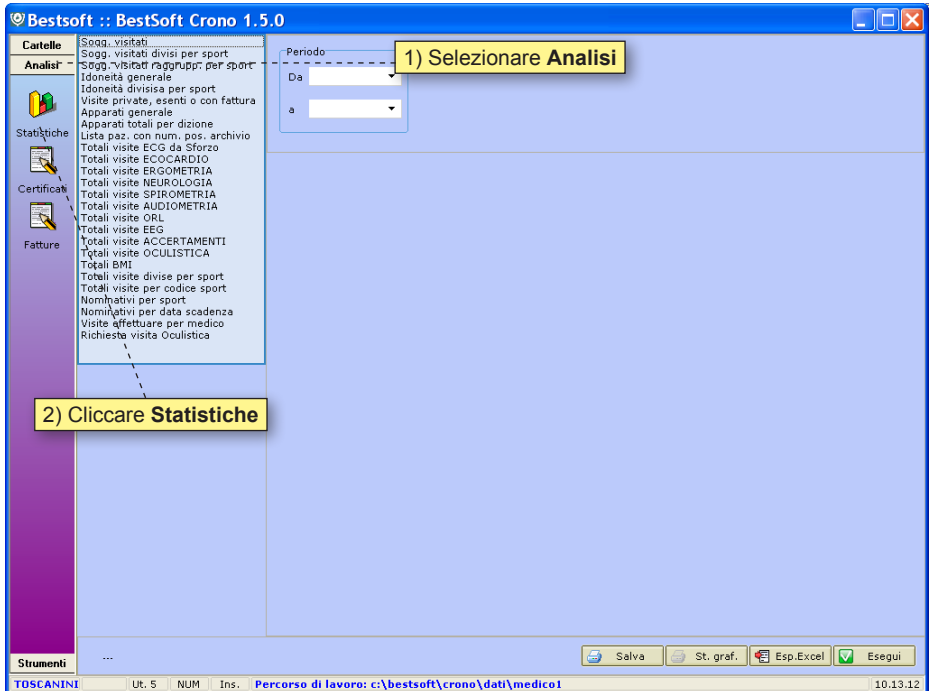 Bestsoft :: BestSoft Crono 1.5.0
Cartelle
Analisi
Statistiche
Certificati
Fatture
Strumenti
Sogg. visitati
Sogg. visitati divisi per sport
Sogg. visitati raggrupp. per sport
Idoneità generale
Idoneità divisisa per sport
Visite private, esenti o con fattura
Apparati generale
Apparati totali per dizione
Lista paz. con num. pos. archivio
Totali visite ECG da Sforzo
Totali visite ECOCARDIO
Totali visite ERGOMETRIA
Totali visite NEUROLOGIA
Totali visite SPIROMETRIA
Totali visite AUDIOMETRIA
Totali visite ORL
Totali visite EEG
Totali visite ACCERTAMENTI
Totali visite OCULISTICA
Totali BMI
Totali visite divise per sport
Totali visite per codice sport
Nominativi per sport
Nominativi per data scadenza
Visite effettuare per medico
Richiesta visita Oculistica
Periodo
Da
a
1) Selezionare Analisi
2) Cliccare Statistiche
...
Salva
St. graf.
Esp.Excel
Esegui
TOSCANINI
Ut. 5
NUM
Ins.
Percorso di lavoro: c:\bestsoft\crono\dati\medico1
10.13.12